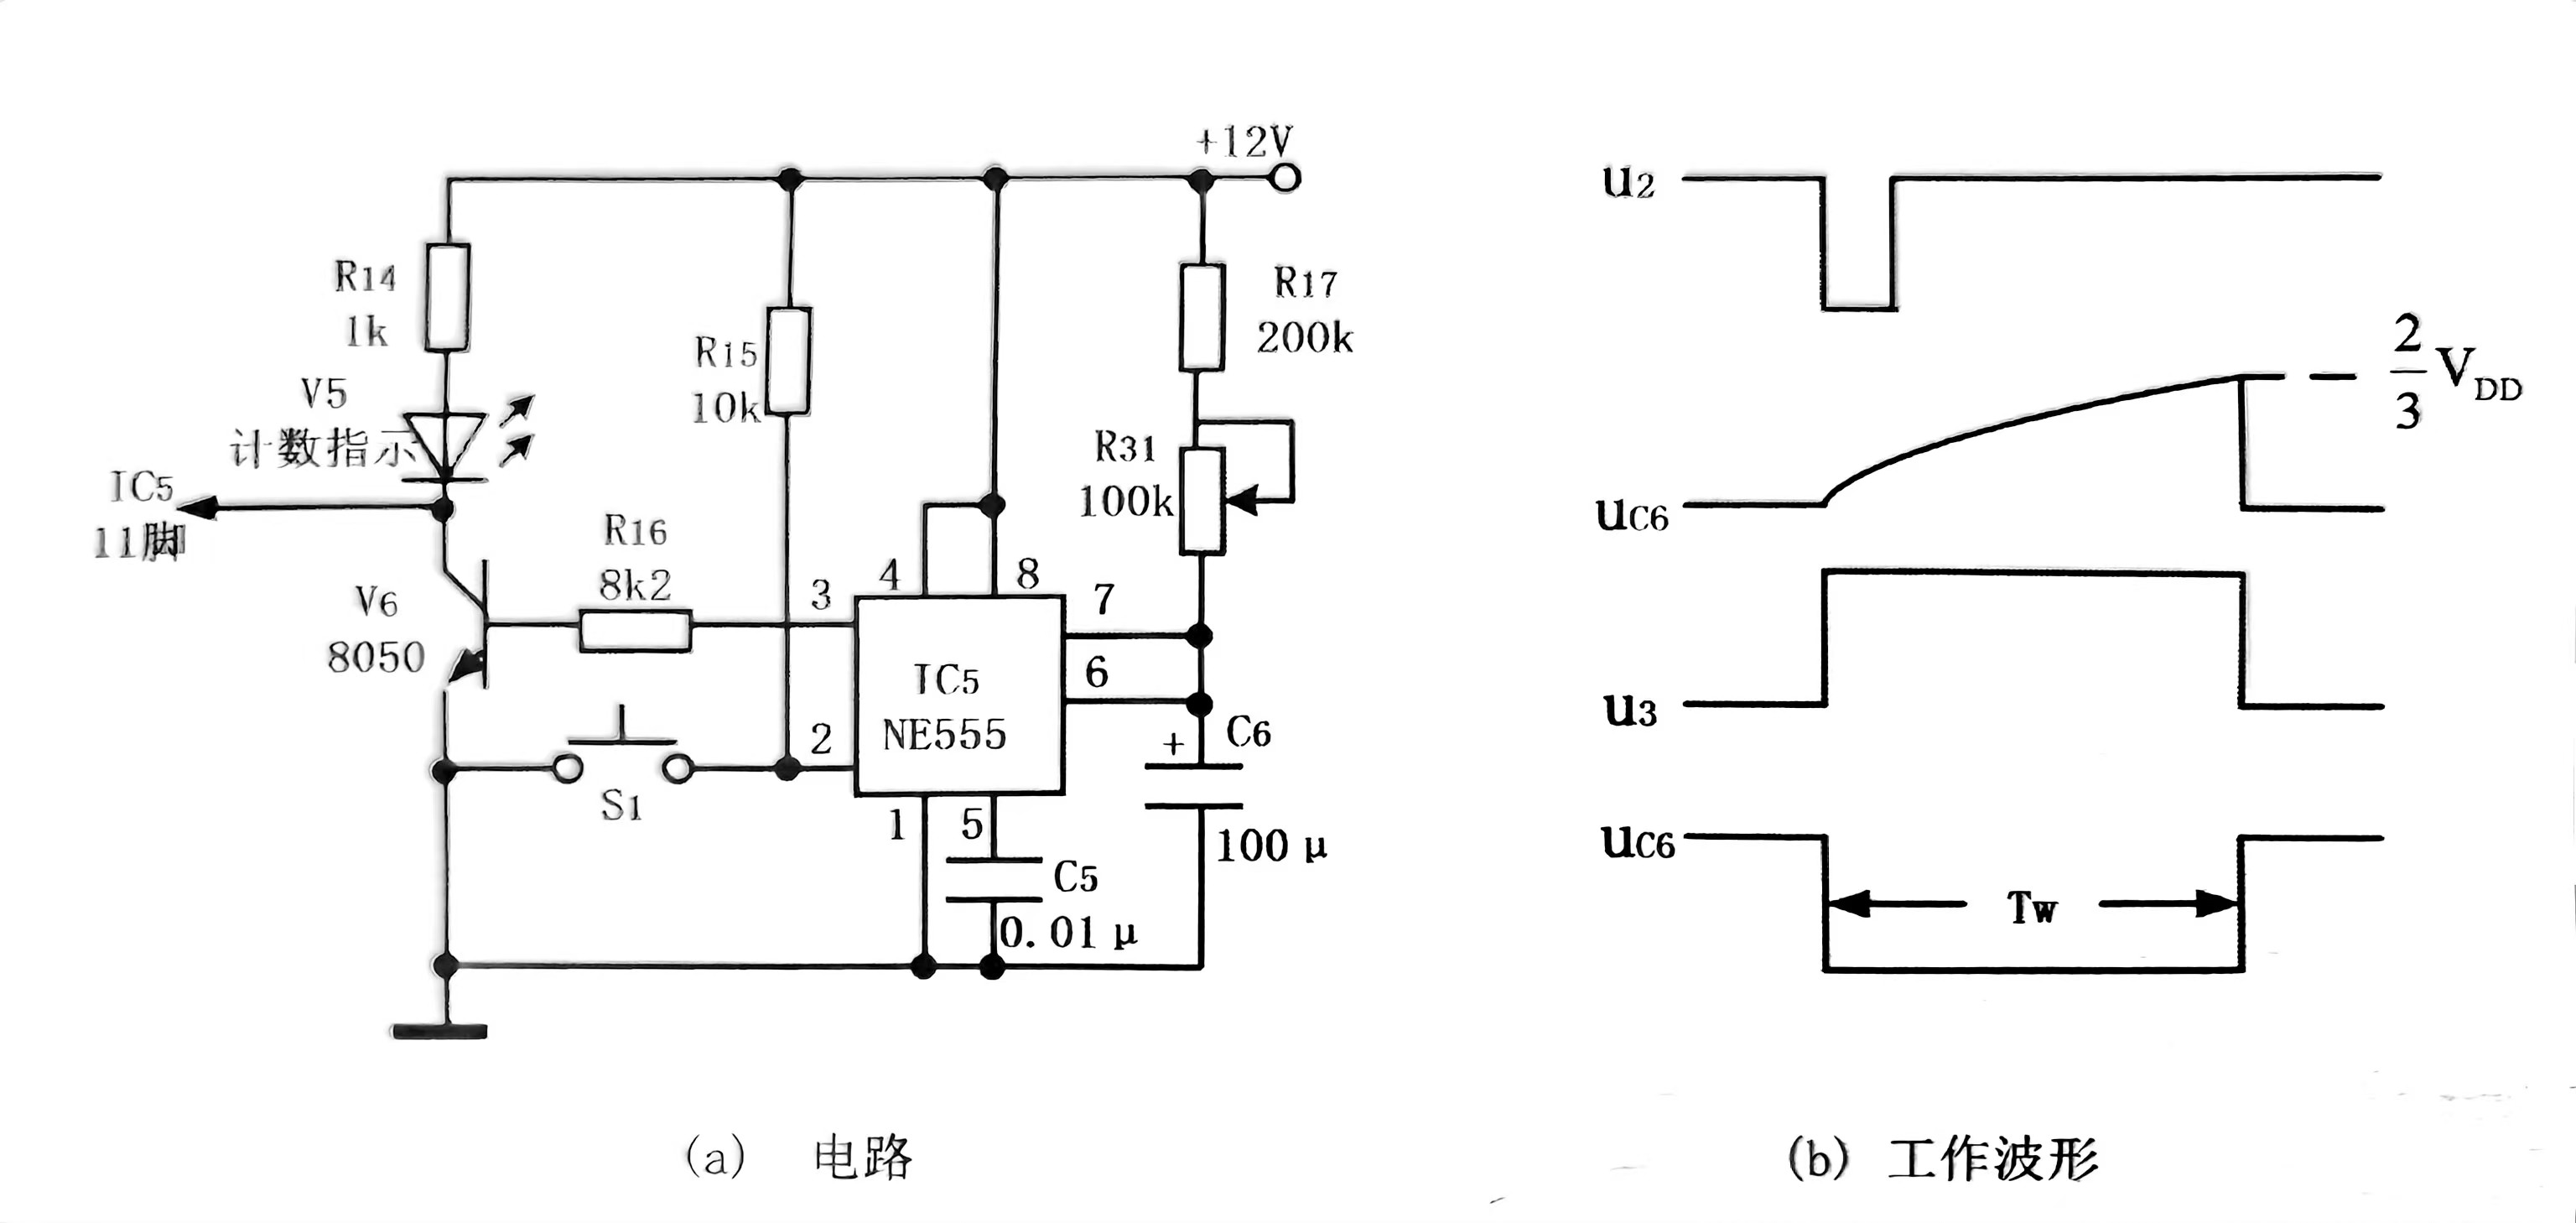 +12V
R14
1k
V5
计数指示
IC5
11脚
R15
10k
R17
200k
R31
100k
R16
8k2
V6
8050
3
4
8
7
6
2
IC5
NE555
S1
1
5
+
C6
100μ
C5
0.01μ
(a) 电路
u2
2/3 VDD
uC6
u3
uC6
Tw
(b) 工作波形